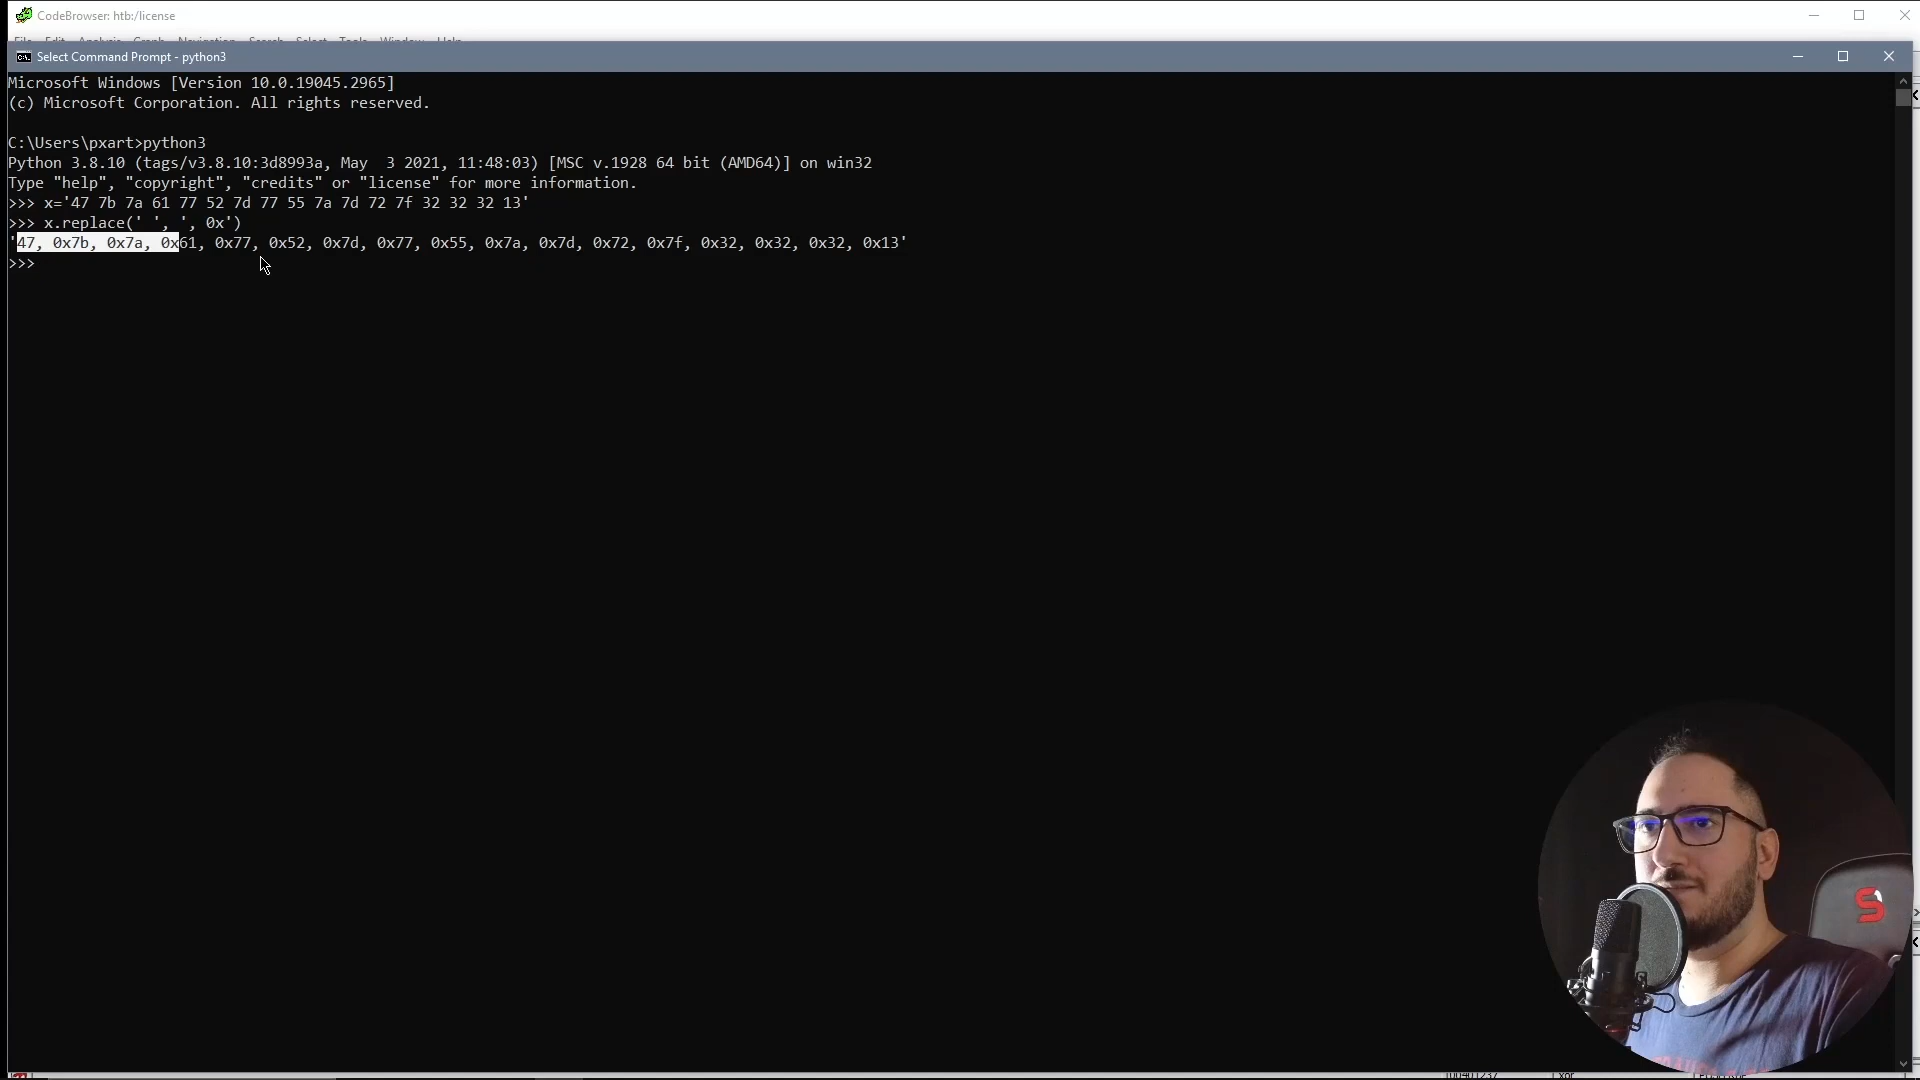 CodeBrowser: htb:/license
File Edit Analysis Graph Navigation Search Select Tools Window Help
Select Command Prompt - python3
Microsoft Windows [Version 10.0.19045.2965]
(c) Microsoft Corporation. All rights reserved.
C:\Users\pxart>python3
Python 3.8.10 (tags/v3.8.10:3d8993a, May  3 2021, 11:48:03) [MSC v.1928 64 bit (AMD64)] on win32
Type "help", "copyright", "credits" or "license" for more information.
>>> x='47 7b 7a 61 77 52 7d 77 55 7a 7d 72 7f 32 32 32 13'
>>> x.replace(' ', ', 0x')
'47, 0x7b, 0x7a, 0x61, 0x77, 0x52, 0x7d, 0x77, 0x55, 0x7a, 0x7d, 0x72, 0x7f, 0x32, 0x32, 0x32, 0x13'
>>>